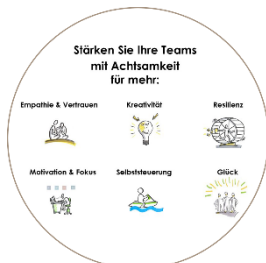 Stärken Sie Ihre Teams
mit Achtsamkeit
für mehr:
Empathie & Vertrauen
Kreativität
Resilienz
Motivation & Fokus
Selbststeuerung
Glück